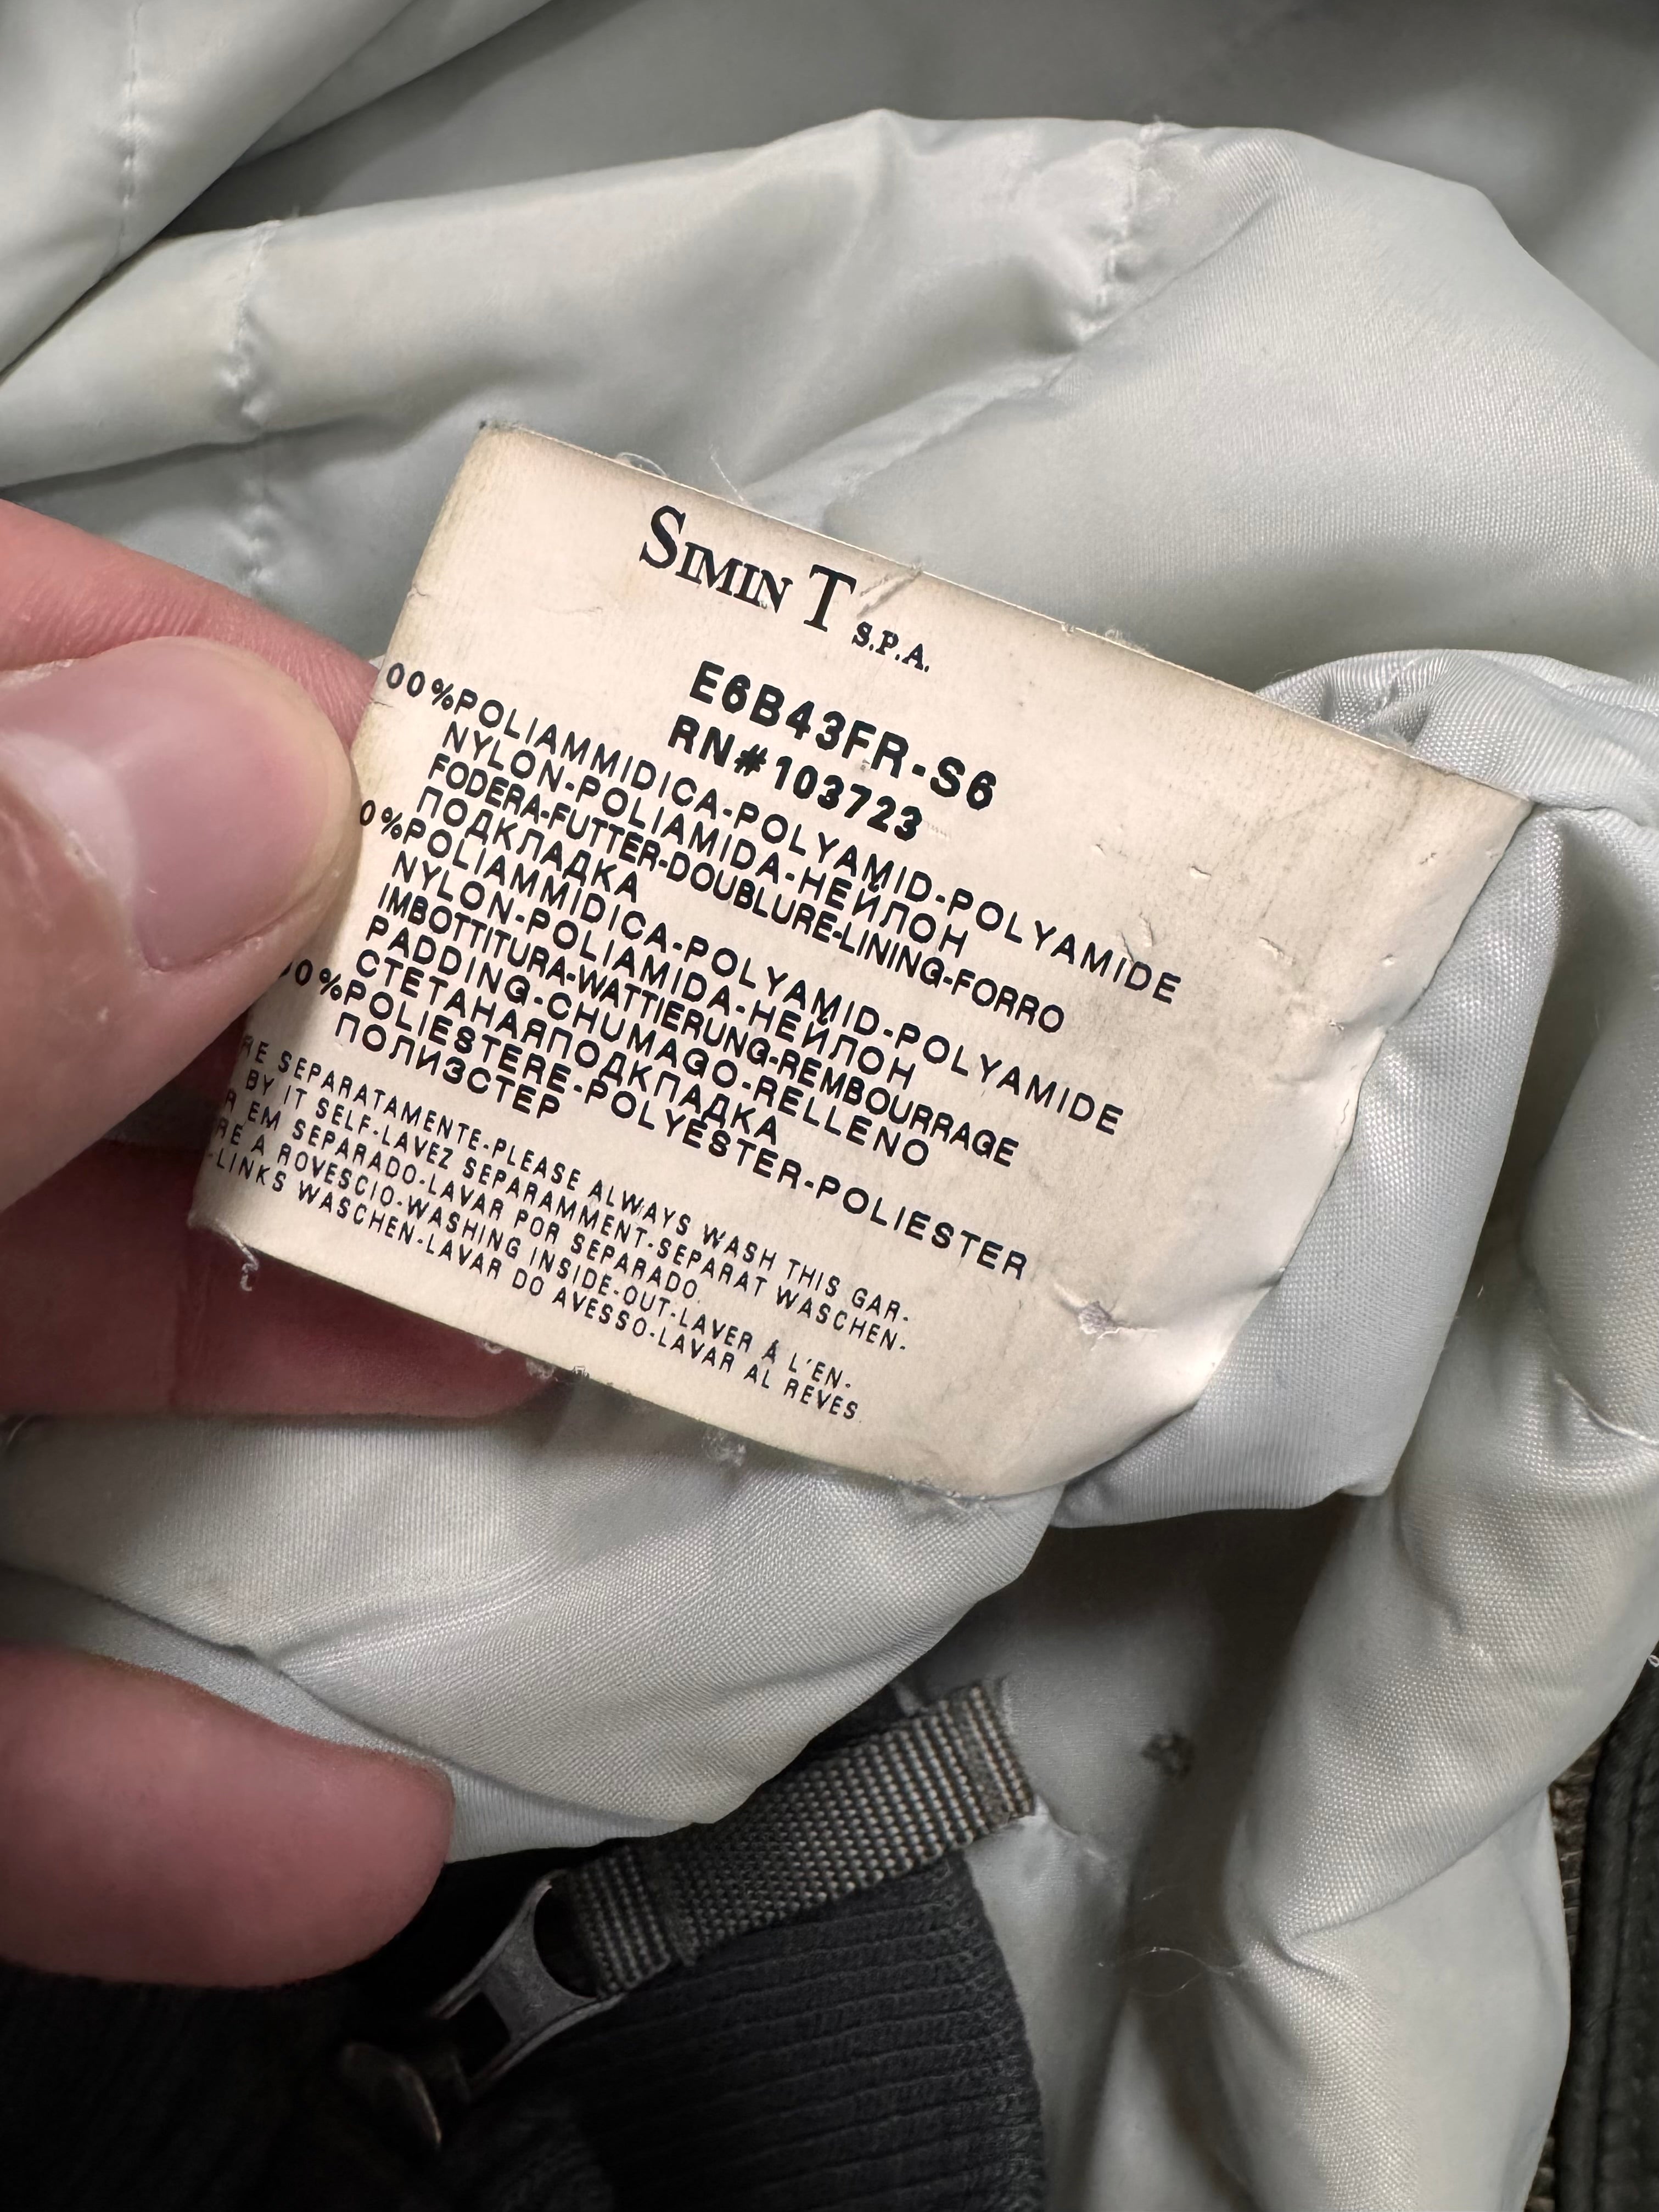 SIMIN T S.P.A.
E6B43FR-S6
RN#103723
00%POLIAMMIDICA-POLYAMID-POLYAMIDE
NYLON-POLIAMIDA-НЕЙЛОН
FODERA-FUTTER-DOUBLURE-LINING-FORRO
ПОДКЛАДКА
0%POLIAMMIDICA-POLYAMID-POLYAMIDE
NYLON-POLIAMIDA-НЕЙЛОН
IMBOTTITURA-WATTIERUNG-REMBOURRAGE
PADDING-CHUMAGO-RELLENO
СТЕТАНАЯПОДКПАДКА
00%POLIESTERE-POLYESTER-POLIESTER
ПОЛИЗСТЕР
RE SEPARATAMENTE-PLEASE ALWAYS WASH THIS GAR-
BY IT SELF-LAVEZ SEPARAMMENT-SEPARAT WASCHEN-
R EM SEPARADO-LAVAR POR SEPARADO.
RE A ROVESCIO-WASHING INSIDE-OUT-LAVER Á L'EN-
-LINKS WASCHEN-LAVAR DO AVESSO-LAVAR AL REVES